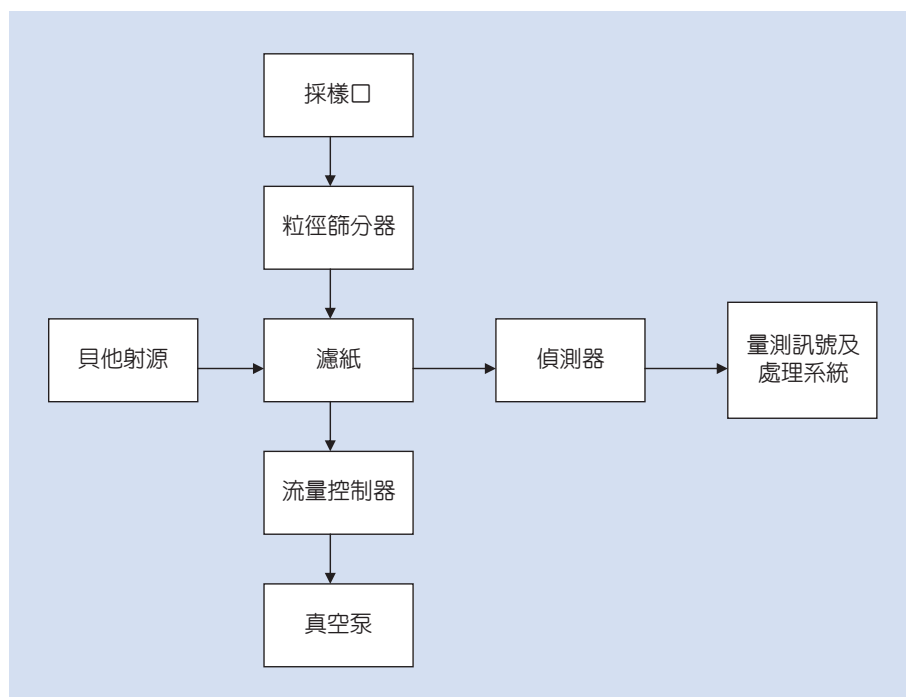 採樣口
粒徑篩分器
貝他射源
濾紙
偵測器
量測訊號及
處理系統
流量控制器
真空泵